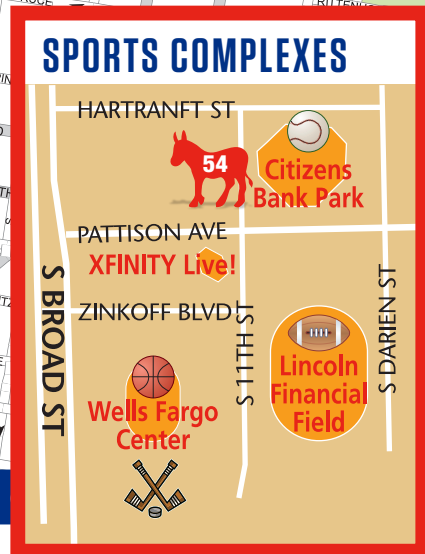 SPORTS COMPLEXES
HARTRANFT ST
54
Citizens
Bank Park
PATTISON AVE
XFINITY Live!
ZINKOFF BLVD
S BROAD ST
S 11TH ST
S DARIEN ST
Lincoln
Financial
Field
Wells Fargo
Center